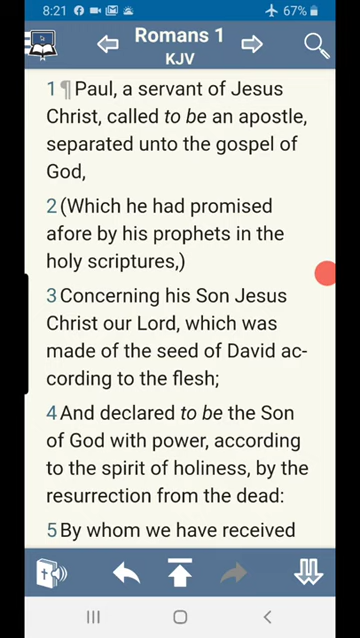 8:21
67%
Romans 1
KJV
1 ¶ Paul, a servant of Jesus
Christ, called to be an apostle,
separated unto the gospel of
God,
2 (Which he had promised
afore by his prophets in the
holy scriptures,)
3 Concerning his Son Jesus
Christ our Lord, which was
made of the seed of David ac-
cording to the flesh;
4 And declared to be the Son
of God with power, according
to the spirit of holiness, by the
resurrection from the dead:
5 By whom we have received